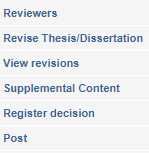 Reviewers
Revise Thesis/Dissertation
View revisions
Supplemental Content
Register decision
Post